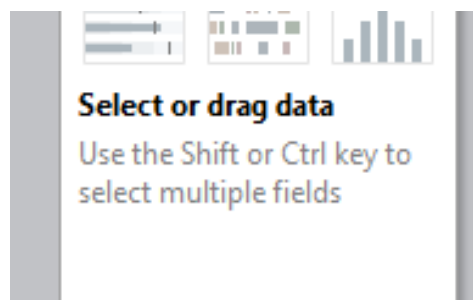 Select or drag data
Use the Shift or Ctrl key to
select multiple fields